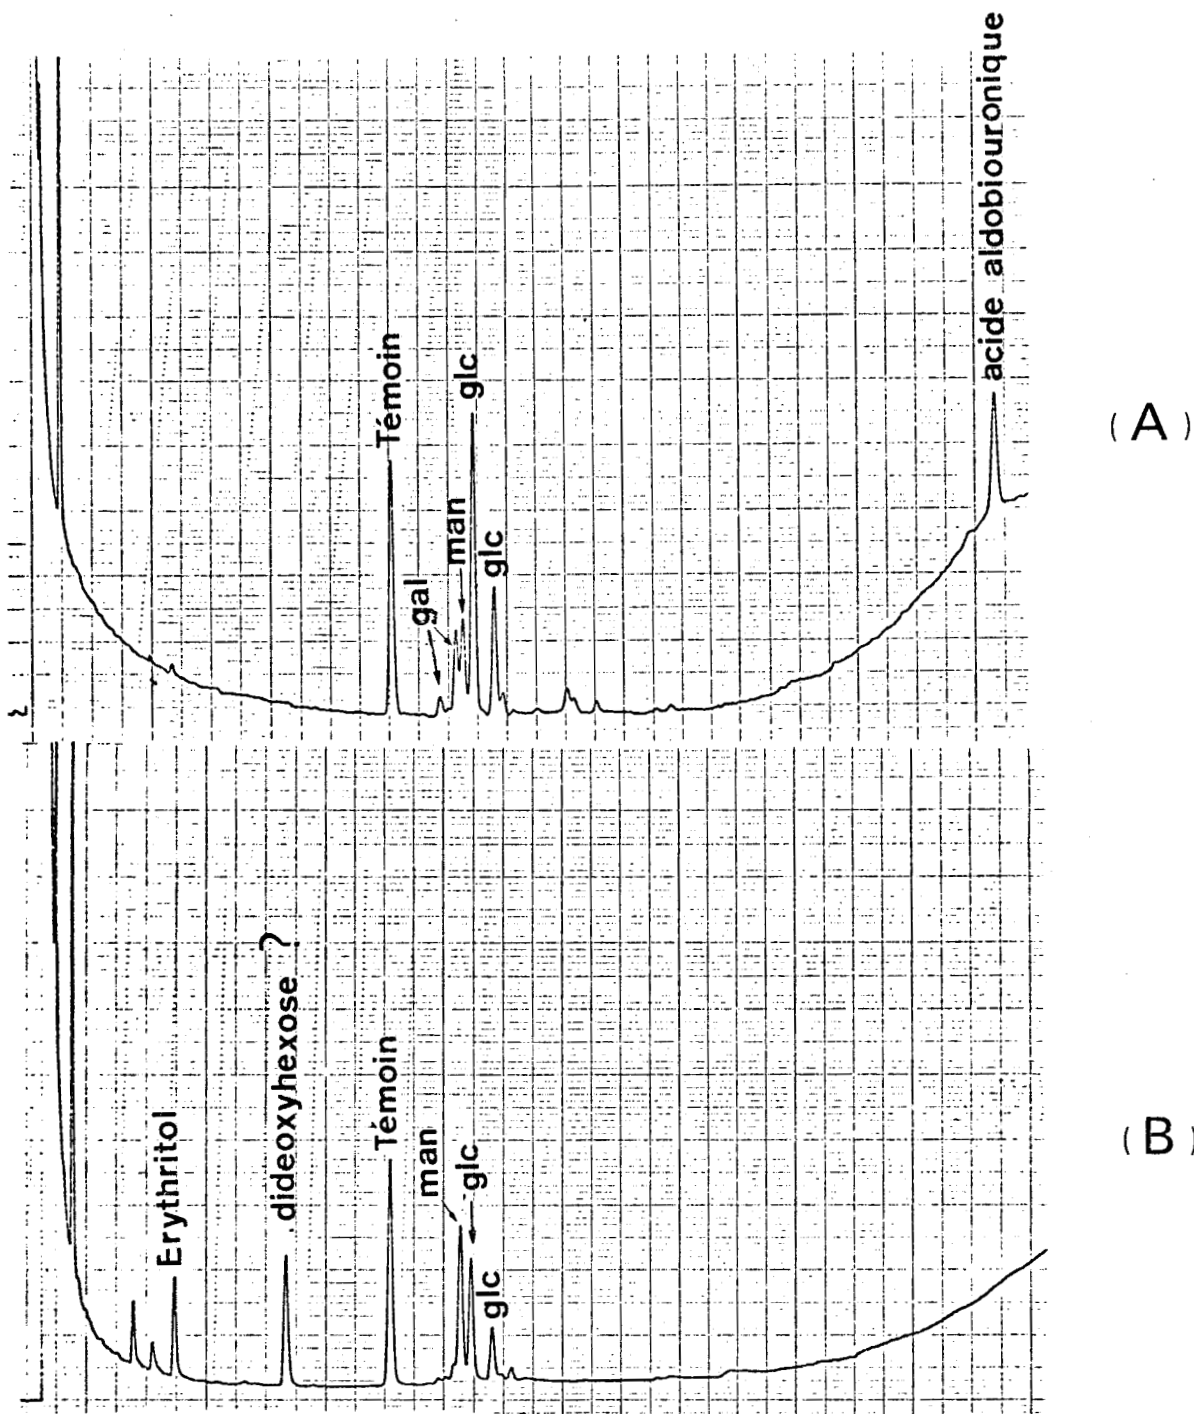 acide aldobiouronique
Témoin
glc
man
glc
gal
(A)
Erythritol
dideoxyhexose ?
Témoin
man
glc
glc
(B)